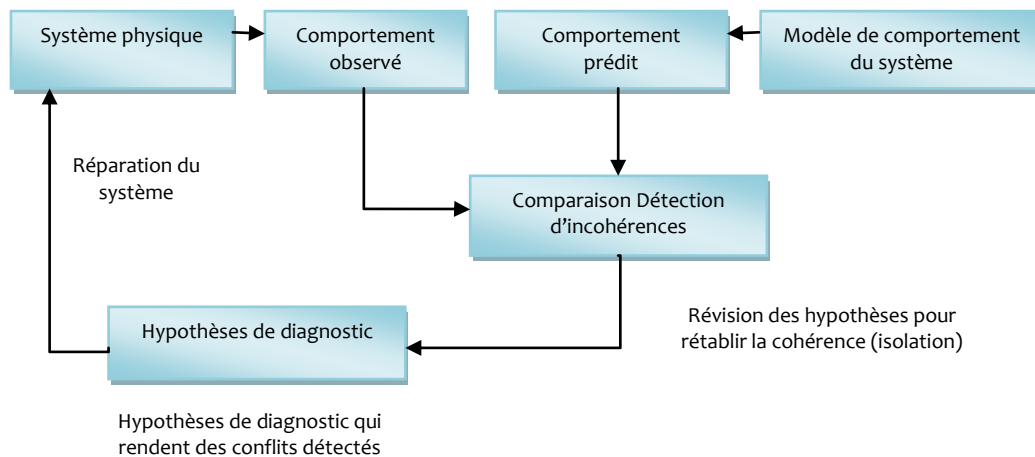 Système physique
Comportement
observé
Comportement
prédit
Modèle de comportement
du système
Réparation du
système
Comparaison Détection
d'incohérences
Hypothèses de diagnostic
Révision des hypothèses pour
rétablir la cohérence (isolation)
Hypothèses de diagnostic qui
rendent des conflits détectés